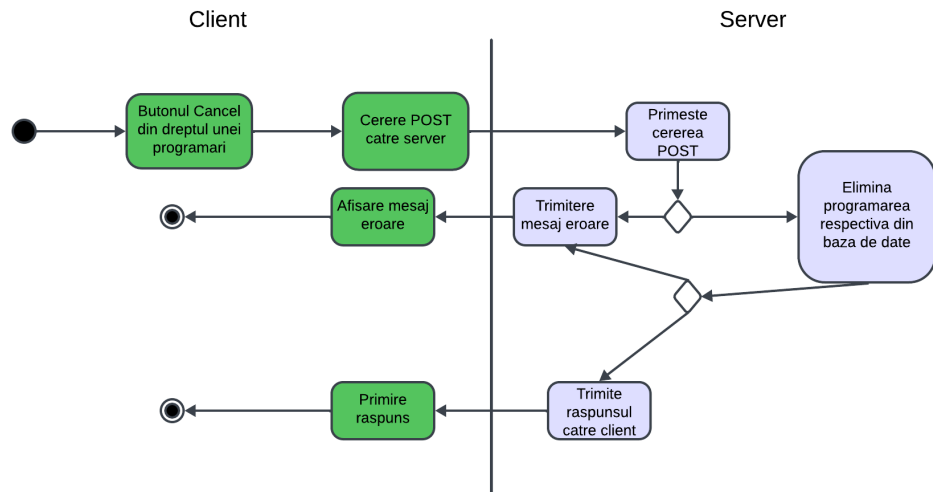 Client
Server
Butonul Cancel
din dreptul unei
programari
Cerere POST
catre server
Primeste
cererea
POST
Afisare mesaj
eroare
Trimitere
mesaj eroare
Elimina
programarea
respectiva din
baza de date
Primire
raspuns
Trimite
raspunsul
catre client